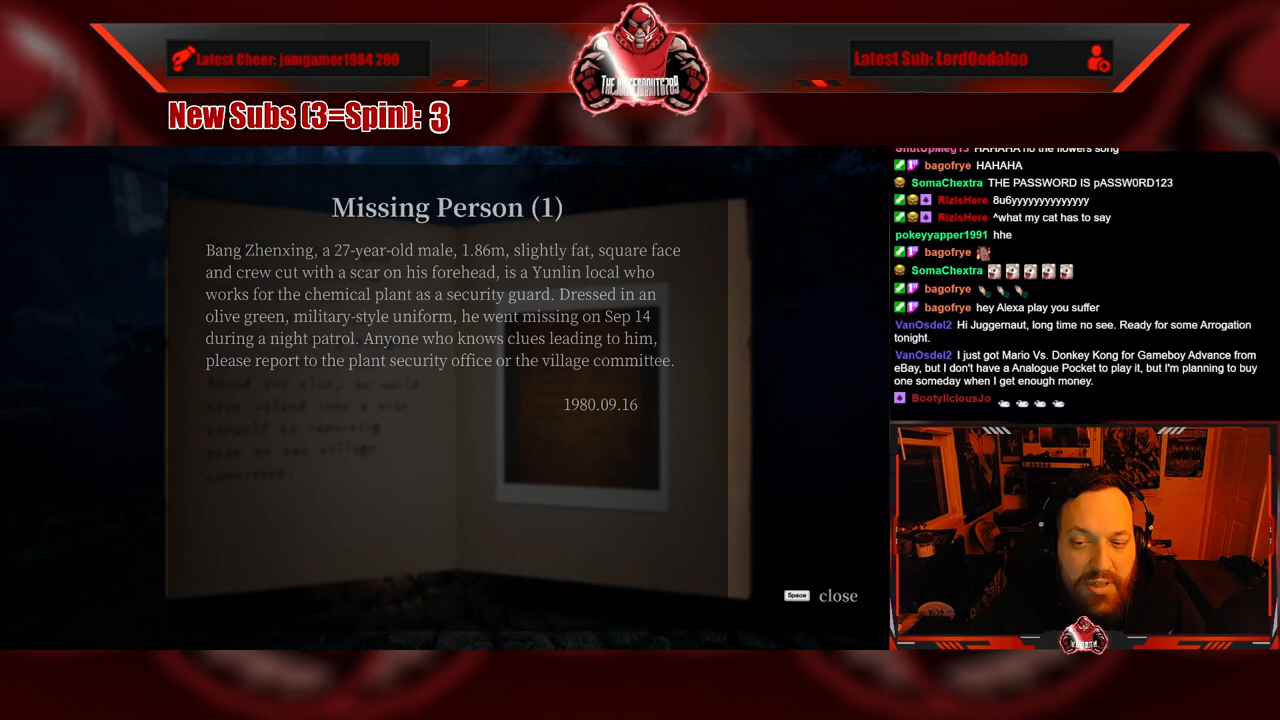 Latest Cheer: jamgamer1984 200
THEJUGGERNAUT6789
Latest Sub: LordOodaloo
New Subs (3=Spin): 3
Missing Person (1)
Bang Zhenxing, a 27-year-old male, 1.86m, slightly fat, square face
and crew cut with a scar on his forehead, is a Yunlin local who
works for the chemical plant as a security guard. Dressed in an
olive green, military-style uniform, he went missing on Sep 14
during a night patrol. Anyone who knows clues leading to him,
please report to the plant security office or the village committee.
1980.09.16
close
Space
ShutUpMeg13 HAHAHA no the flowers song
bagofrye HAHAHA
SomaChextra THE PASSWORD IS pASSW0RD123
RizIsHere 8u6yyyyyyyyyyyyy
RizIsHere ^what my cat has to say
pokeyyapper1991 hhe
bagofrye
SomaChextra
bagofrye
bagofrye hey Alexa play you suffer
VanOsdel2 Hi Juggernaut, long time no see. Ready for some Arrogation
tonight.
VanOsdel2 I just got Mario Vs. Donkey Kong for Gameboy Advance from
eBay, but I don't have a Analogue Pocket to play it, but I'm planning to buy
one someday when I get enough money.
BootyliciousJo